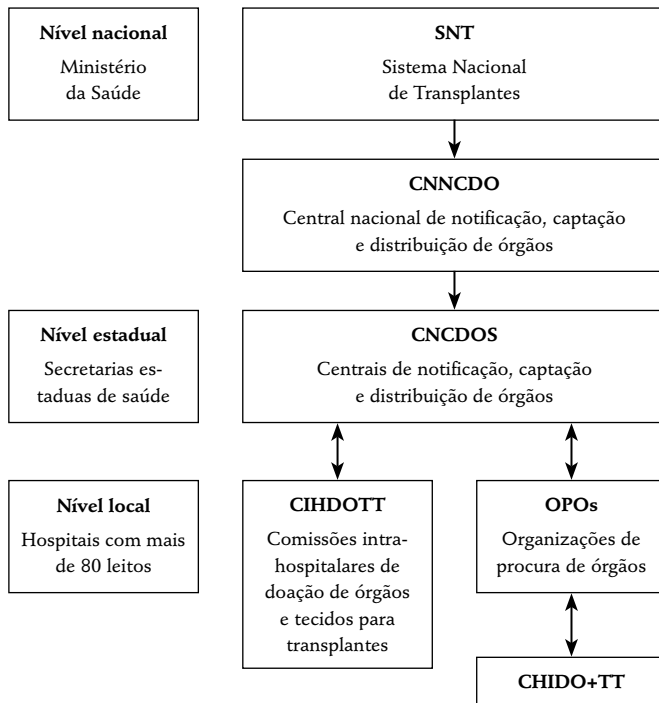 Nível nacional
Ministério
da Saúde
SNT
Sistema Nacional
de Transplantes
CNNCDO
Central nacional de notificação, captação
e distribuição de órgãos
Nível estadual
Secretarias es-
taduas de saúde
CNCDOS
Centrais de notificação, captação
e distribuição de órgãos
Nível local
Hospitais com mais
de 80 leitos
CIHDOTT
Comissões intra-
hospitalares de
doação de órgãos
e tecidos para
transplantes
OPOs
Organizações de
procura de órgãos
CHIDO+TT